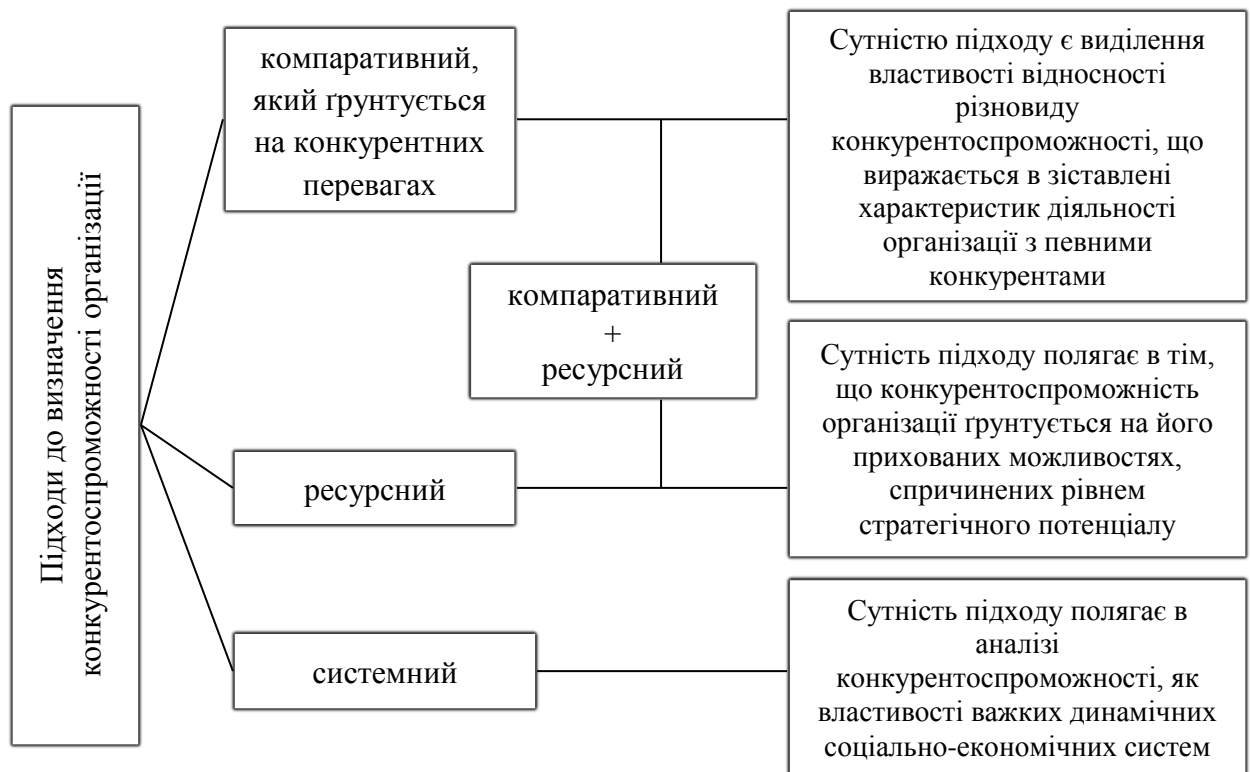 Підходи до визначення
конкурентоспроможності організації
компаративний,
який ґрунтується
на конкурентних
перевагах
Сутністю підходу є виділення
властивості відносності
різновиду
конкурентоспроможності, що
виражається в зіставлені
характеристик діяльності
організації з певними
конкурентами
компаративний
+
ресурсний
ресурсний
Сутність підходу полягає в тім,
що конкурентоспроможність
організації ґрунтується на його
прихованих можливостях,
спричинених рівнем
стратегічного потенціалу
системний
Сутність підходу полягає в
аналізі
конкурентоспроможності, як
властивості важких динамічних
соціально-економічних систем